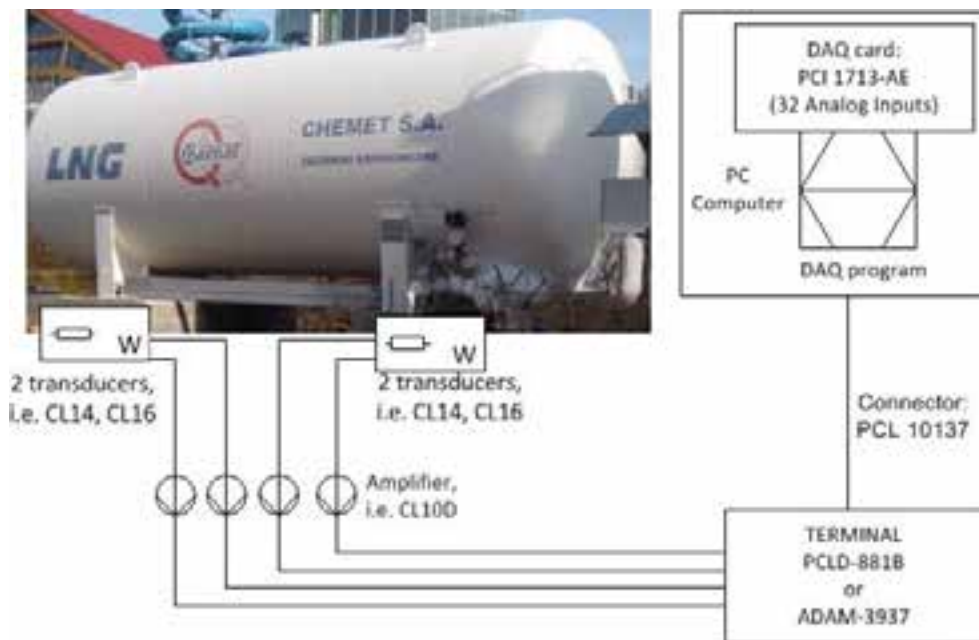 LNG
CHEMET S.A.
DAQ card:
PCI 1713-AE
(32 Analog Inputs)
PC
Computer
DAQ program
W
W
2 transducers,
i.e. CL14, CL16
2 transducers,
i.e. CL14, CL16
Connector:
PCL 10137
Amplifier,
i.e. CL10D
TERMINAL
PCLD-881B
or
ADAM-3937